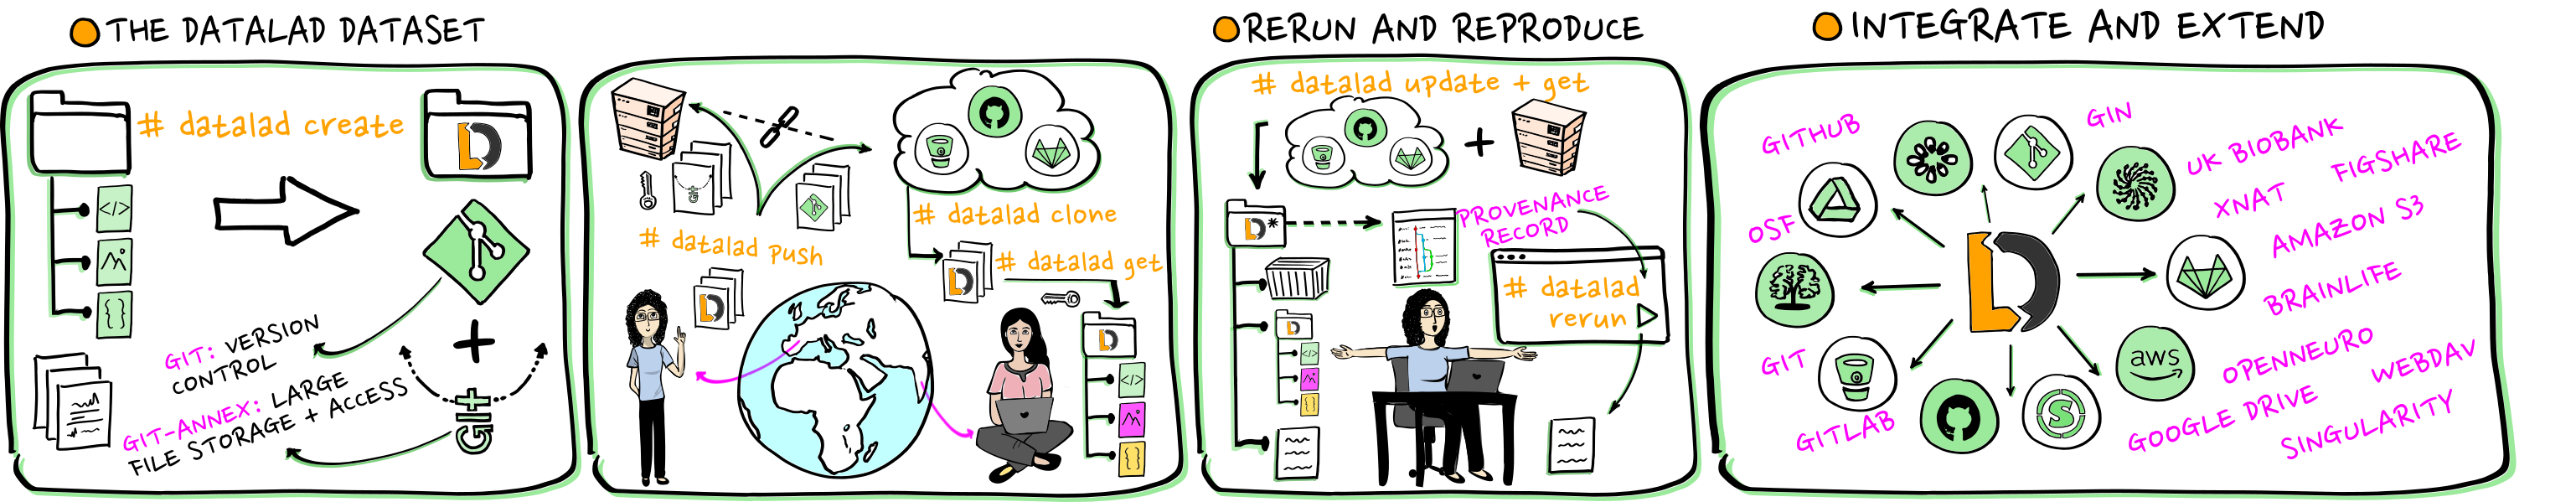 THE DATALAD DATASET
# datalad create
</>
{ }
GIT: VERSION
CONTROL
GIT-ANNEX: LARGE
FILE STORAGE + ACCESS
+
git
# datalad push
# datalad clone
# datalad get
</>
{ }
RERUN AND REPRODUCE
# datalad update + get
+
*
PROVENANCE
RECORD
# datalad
rerun
</>
{ }
INTEGRATE AND EXTEND
GITHUB
GIN
UK BIOBANK
FIGSHARE
XNAT
OSF
AMAZON S3
BRAINLIFE
GIT
aws
OPENNEURO
WEBDAV
GITLAB
S
GOOGLE DRIVE
SINGULARITY